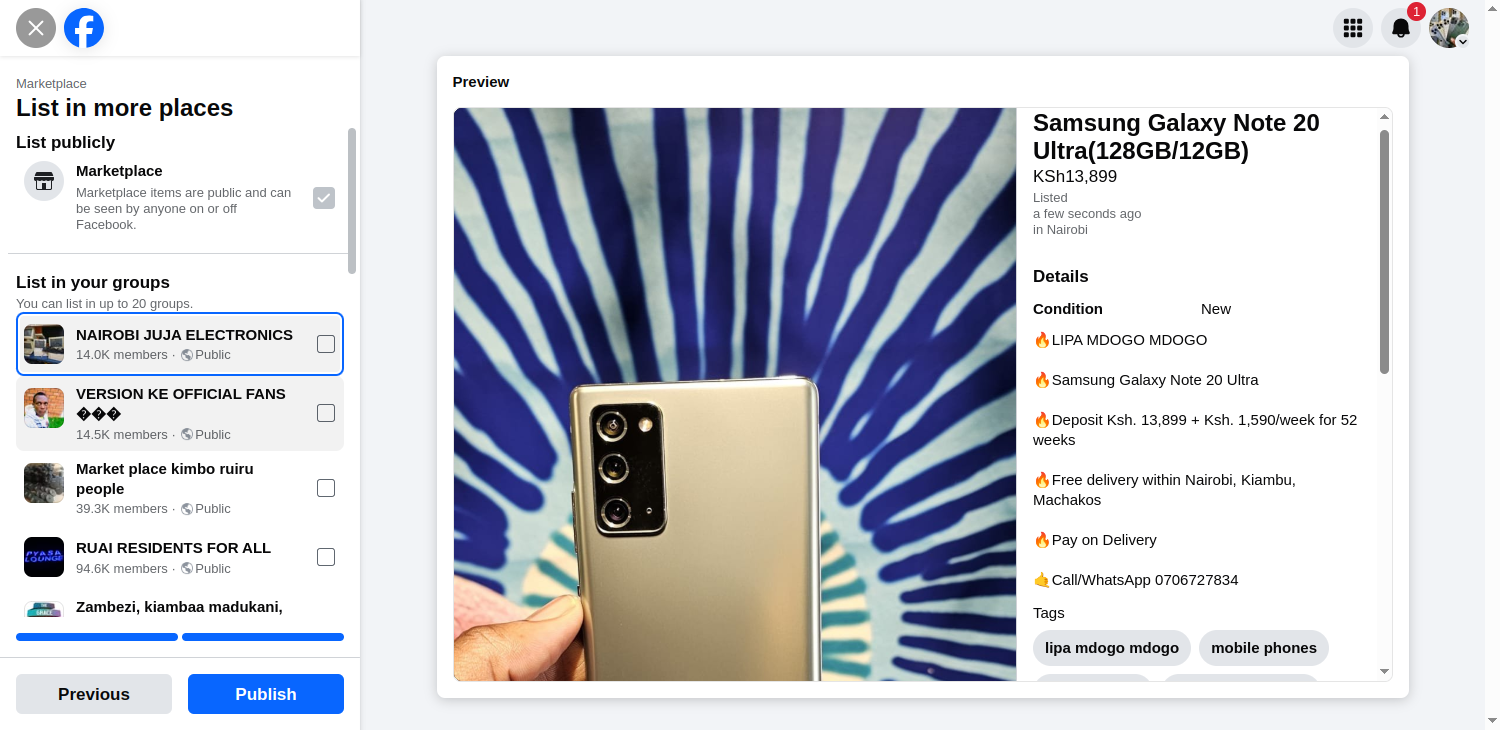 1
Marketplace
List in more places
List publicly
Marketplace
Marketplace items are public and can
be seen by anyone on or off
Facebook.
List in your groups
You can list in up to 20 groups.
NAIROBI JUJA ELECTRONICS
14.0K members · Public
VERSION KE OFFICIAL FANS
���
14.5K members · Public
Market place kimbo ruiru
people
39.3K members · Public
PYASA
LOUNGE
RUAI RESIDENTS FOR ALL
94.6K members · Public
Zambezi, kiambaa madukani,
Previous
Publish
Preview
Samsung Galaxy Note 20
Ultra(128GB/12GB)
KSh13,899
Listed
a few seconds ago
in Nairobi
Details
Condition New
🔥LIPA MDOGO MDOGO
🔥Samsung Galaxy Note 20 Ultra
🔥Deposit Ksh. 13,899 + Ksh. 1,590/week for 52
weeks
🔥Free delivery within Nairobi, Kiambu,
Machakos
🔥Pay on Delivery
🤙Call/WhatsApp 0706727834
Tags
lipa mdogo mdogo
mobile phones